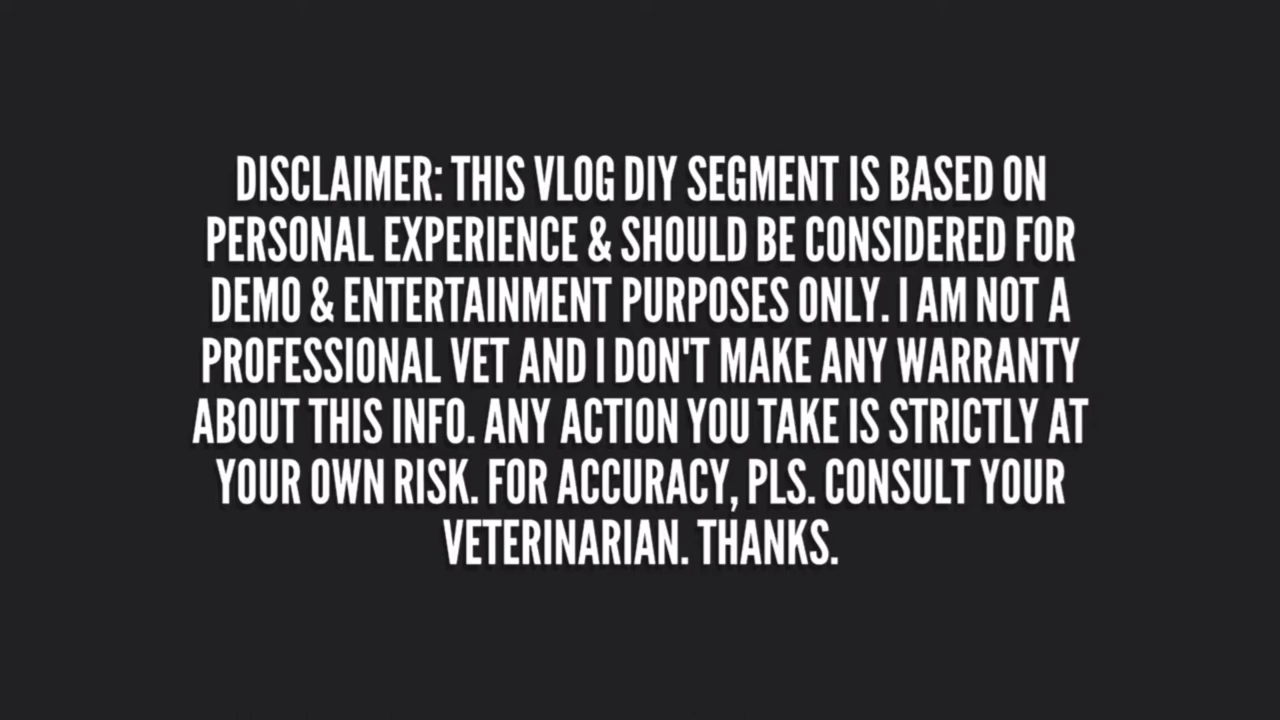 DISCLAIMER: THIS VLOG DIY SEGMENT IS BASED ON
PERSONAL EXPERIENCE & SHOULD BE CONSIDERED FOR
DEMO & ENTERTAINMENT PURPOSES ONLY. I AM NOT A
PROFESSIONAL VET AND I DON'T MAKE ANY WARRANTY
ABOUT THIS INFO. ANY ACTION YOU TAKE IS STRICTLY AT
YOUR OWN RISK. FOR ACCURACY, PLS. CONSULT YOUR
VETERINARIAN. THANKS.